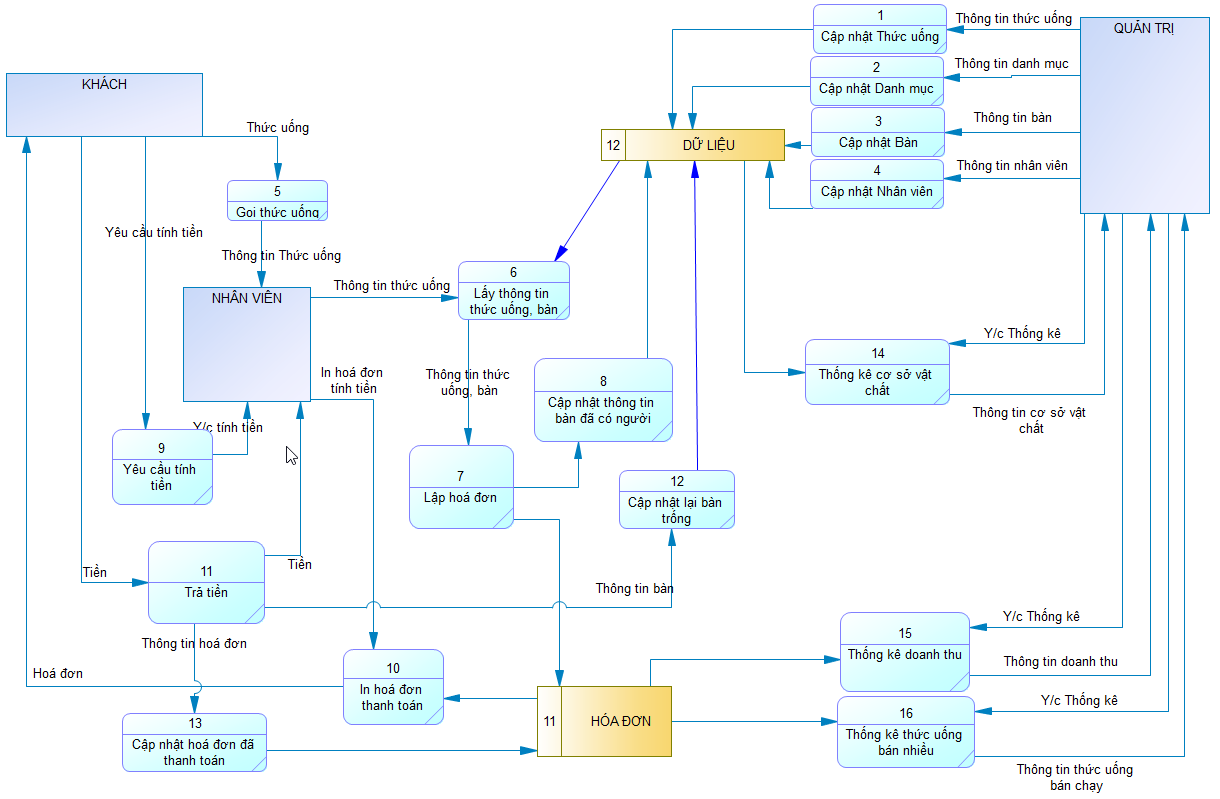 1
Cập nhật Thức uống
Thông tin thức uống
QUẢN TRỊ
2
Cập nhật Danh mục
Thông tin danh mục
3
Cập nhật Bàn
Thông tin bàn
4
Cập nhật Nhân viên
Thông tin nhân viên
KHÁCH
Thức uống
12
DỮ LIỆU
5
Gọi thức uống
Yêu cầu tính tiền
Thông tin Thức uống
NHÂN VIÊN
Thông tin thức uống
6
Lấy thông tin
thức uống, bàn
In hoá đơn
tính tiền
Thông tin thức
uống, bàn
8
Cập nhật thông tin
bàn đã có người
14
Thống kê cơ sở vật
chất
Y/c Thống kê
Thông tin cơ sở vật
chất
Y/c tính tiền
9
Yêu cầu tính
tiền
7
Lập hoá đơn
12
Cập nhật lại bàn
trống
Tiền
11
Trả tiền
Tiền
Thông tin bàn
Thông tin hoá đơn
Hoá đơn
10
In hoá đơn
thanh toán
13
Cập nhật hoá đơn đã
thanh toán
11
HÓA ĐƠN
15
Thống kê doanh thu
Y/c Thống kê
Thông tin doanh thu
16
Thống kê thức uống
bán nhiều
Y/c Thống kê
Thông tin thức uống
bán chạy